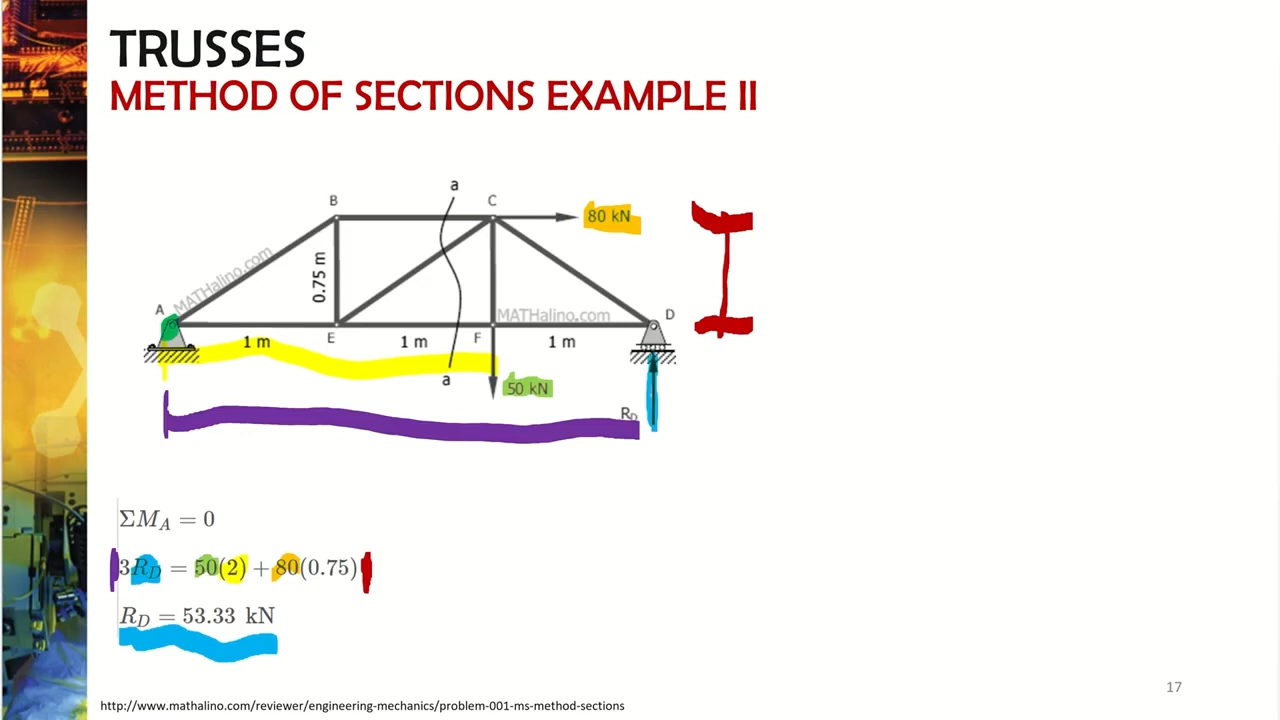 TRUSSES
METHOD OF SECTIONS EXAMPLE II
a
B
C
80 kN
MATHalino.com
0.75 m
A
MATHalino.com
D
E
F
1 m
1 m
1 m
a
50 kN
R_D
ΣM_A = 0
3R_D = 50(2) + 80(0.75)
R_D = 53.33 kN
17
http://www.mathalino.com/reviewer/engineering-mechanics/problem-001-ms-method-sections